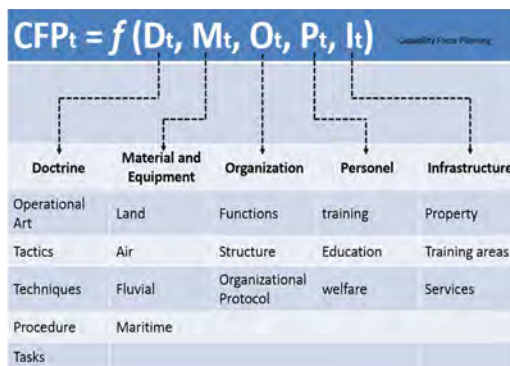 CFPt = f (Dt, Mt, Ot, Pt, It)
Capability Force Planning
Doctrine
Material and
Equipment
Organization
Personel
Infrastructure
Operational
Art
Land
Functions
training
Property
Tactics
Air
Structure
Education
Training areas
Techniques
Fluvial
Organizational
Protocol
welfare
Services
Procedure
Maritime
Tasks